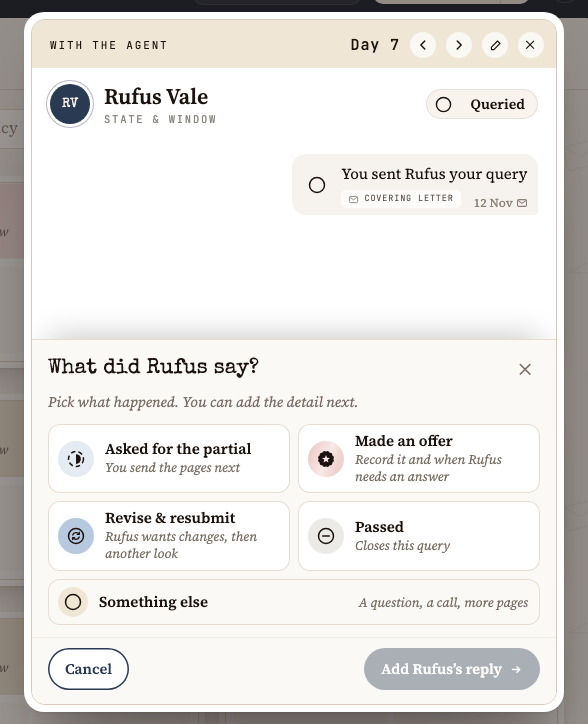 WITH THE AGENT
Day 7
RV
Rufus Vale
STATE & WINDOW
Queried
You sent Rufus your query
COVERING LETTER
12 Nov
What did Rufus say?
Pick what happened. You can add the detail next.
Asked for the partial
You send the pages next
Made an offer
Record it and when Rufus
needs an answer
Revise & resubmit
Rufus wants changes, then
another look
Passed
Closes this query
Something else
A question, a call, more pages
Cancel
Add Rufus's reply →